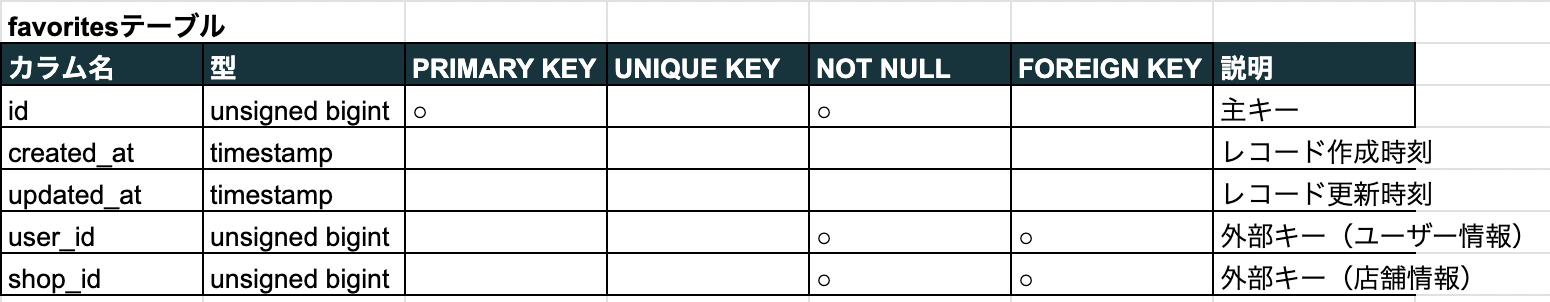 favoritesテーブル
カラム名 型 PRIMARY KEY UNIQUE KEY NOT NULL FOREIGN KEY 説明
id unsigned bigint ○ ○ 主キー
created_at timestamp レコード作成時刻
updated_at timestamp レコード更新時刻
user_id unsigned bigint ○ ○ 外部キー（ユーザー情報）
shop_id unsigned bigint ○ ○ 外部キー（店舗情報）